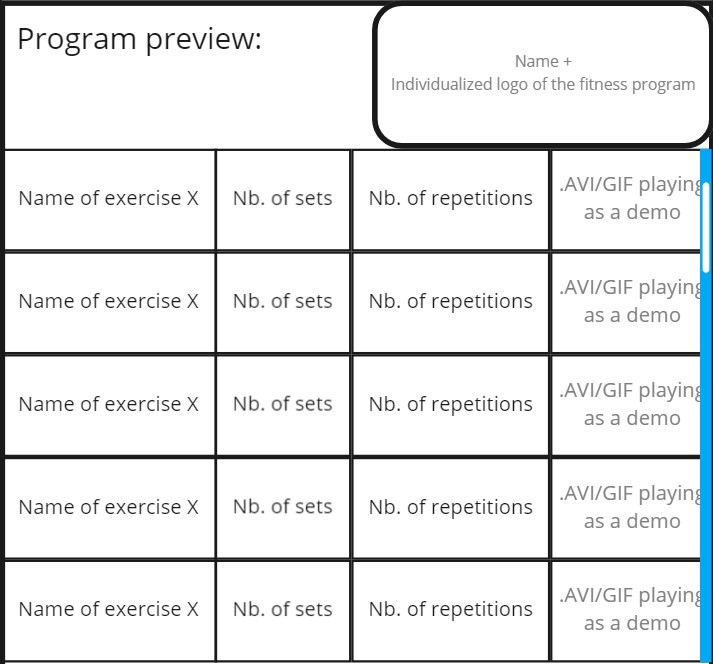 Program preview:
Name +
Individualized logo of the fitness program
Name of exercise X
Nb. of sets
Nb. of repetitions
.AVI/GIF playing
as a demo
Name of exercise X
Nb. of sets
Nb. of repetitions
.AVI/GIF playing
as a demo
Name of exercise X
Nb. of sets
Nb. of repetitions
.AVI/GIF playing
as a demo
Name of exercise X
Nb. of sets
Nb. of repetitions
.AVI/GIF playing
as a demo
Name of exercise X
Nb. of sets
Nb. of repetitions
.AVI/GIF playing
as a demo